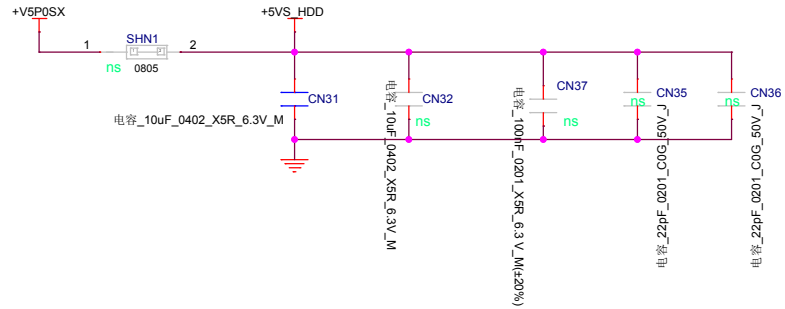 +V5P0SX
+5VS_HDD
1
SHN1
2
ns
0805
CN31
电容_10uF_0402_X5R_6.3V_M
CN32
ns
电容_10uF_0402_X5R_6.3V_M
CN37
ns
电容_100nF_0201_X5R_6.3 V_M(±20%)
CN35
ns
电容_22pF_0201_C0G_50V_J
CN36
ns
电容_22pF_0201_C0G_50V_J